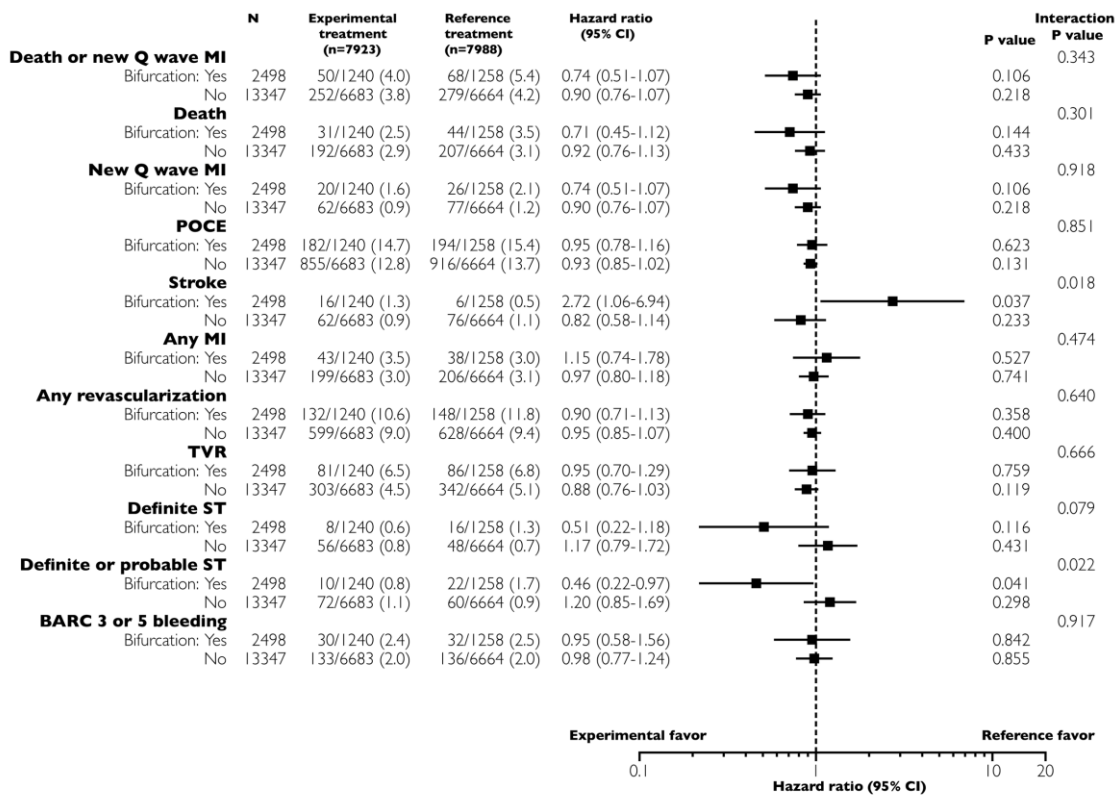 N Experimental treatment (n=7923) Reference treatment (n=7988) Hazard ratio (95% CI) P value Interaction P value
Death or new Q wave MI 0.343
Bifurcation: Yes 2498 50/1240 (4.0) 68/1258 (5.4) 0.74 (0.51-1.07) 0.106
No 13347 252/6683 (3.8) 279/6664 (4.2) 0.90 (0.76-1.07) 0.218
Death 0.301
Bifurcation: Yes 2498 31/1240 (2.5) 44/1258 (3.5) 0.71 (0.45-1.12) 0.144
No 13347 192/6683 (2.9) 207/6664 (3.1) 0.92 (0.76-1.13) 0.433
New Q wave MI 0.918
Bifurcation: Yes 2498 20/1240 (1.6) 26/1258 (2.1) 0.74 (0.51-1.07) 0.106
No 13347 62/6683 (0.9) 77/6664 (1.2) 0.90 (0.76-1.07) 0.218
POCE 0.851
Bifurcation: Yes 2498 182/1240 (14.7) 194/1258 (15.4) 0.95 (0.78-1.16) 0.623
No 13347 855/6683 (12.8) 916/6664 (13.7) 0.93 (0.85-1.02) 0.131
Stroke 0.018
Bifurcation: Yes 2498 16/1240 (1.3) 6/1258 (0.5) 2.72 (1.06-6.94) 0.037
No 13347 62/6683 (0.9) 76/6664 (1.1) 0.82 (0.58-1.14) 0.233
Any MI 0.474
Bifurcation: Yes 2498 43/1240 (3.5) 38/1258 (3.0) 1.15 (0.74-1.78) 0.527
No 13347 199/6683 (3.0) 206/6664 (3.1) 0.97 (0.80-1.18) 0.741
Any revascularization 0.640
Bifurcation: Yes 2498 132/1240 (10.6) 148/1258 (11.8) 0.90 (0.71-1.13) 0.358
No 13347 599/6683 (9.0) 628/6664 (9.4) 0.95 (0.85-1.07) 0.400
TVR 0.666
Bifurcation: Yes 2498 81/1240 (6.5) 86/1258 (6.8) 0.95 (0.70-1.29) 0.759
No 13347 303/6683 (4.5) 342/6664 (5.1) 0.88 (0.76-1.03) 0.119
Definite ST 0.079
Bifurcation: Yes 2498 8/1240 (0.6) 16/1258 (1.3) 0.51 (0.22-1.18) 0.116
No 13347 56/6683 (0.8) 48/6664 (0.7) 1.17 (0.79-1.72) 0.431
Definite or probable ST 0.022
Bifurcation: Yes 2498 10/1240 (0.8) 22/1258 (1.7) 0.46 (0.22-0.97) 0.041
No 13347 72/6683 (1.1) 60/6664 (0.9) 1.20 (0.85-1.69) 0.298
BARC 3 or 5 bleeding 0.917
Bifurcation: Yes 2498 30/1240 (2.4) 32/1258 (2.5) 0.95 (0.58-1.56) 0.842
No 13347 133/6683 (2.0) 136/6664 (2.0) 0.98 (0.77-1.24) 0.855
Experimental favor Reference favor
0.1 1 10 20
Hazard ratio (95% CI)